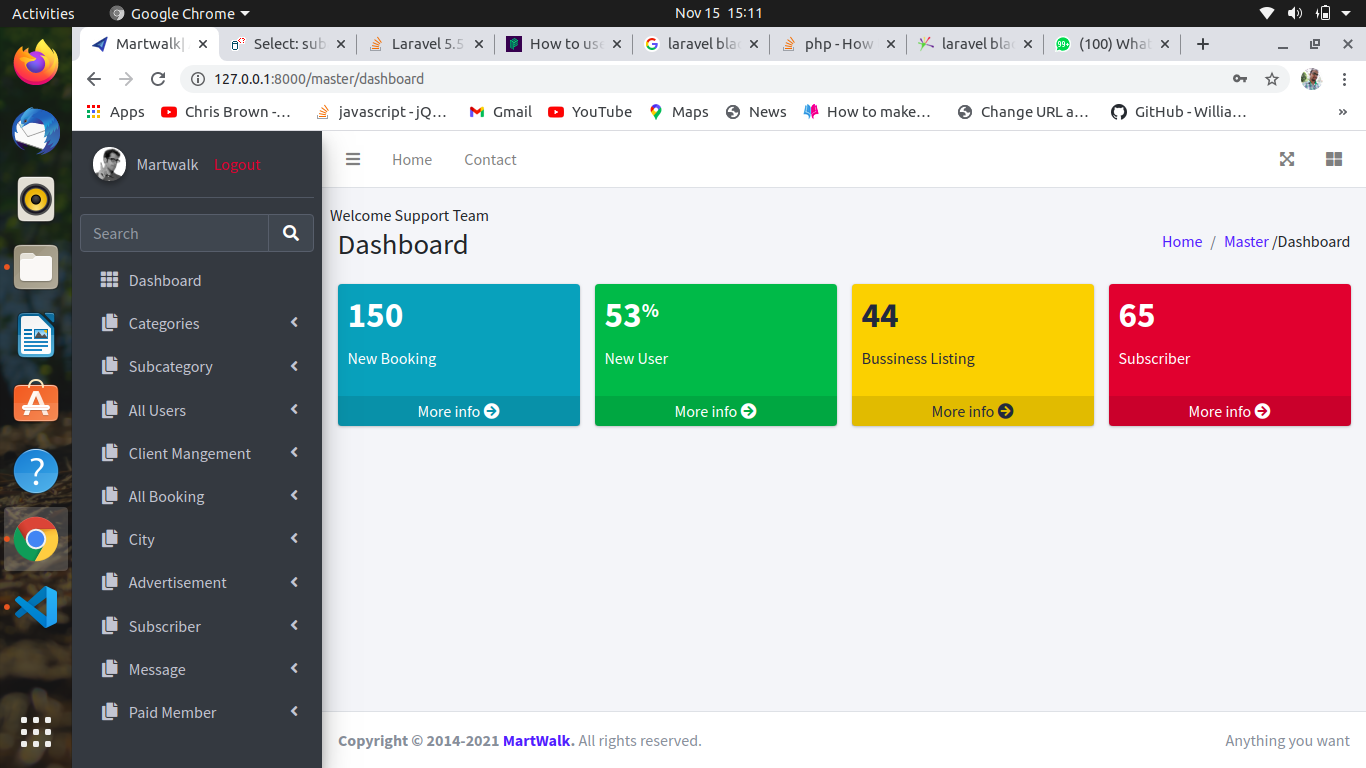 Activities Google Chrome Nov 15 15:11
Martwalk| Select: sub Laravel 5.5 How to use laravel blad php - How laravel blad (100) What
127.0.0.1:8000/master/dashboard
Apps Chris Brown -... javascript - jQ... Gmail YouTube Maps News How to make... Change URL a... GitHub - Willia... »
Martwalk Logout
Home Contact
Search
Welcome Support Team
Dashboard
Home / Master /Dashboard
Dashboard
Categories
Subcategory
All Users
Client Mangement
All Booking
City
Advertisement
Subscriber
Message
Paid Member
150
New Booking
More info
53%
New User
More info
44
Bussiness Listing
More info
65
Subscriber
More info
Copyright © 2014-2021 MartWalk. All rights reserved.
Anything you want